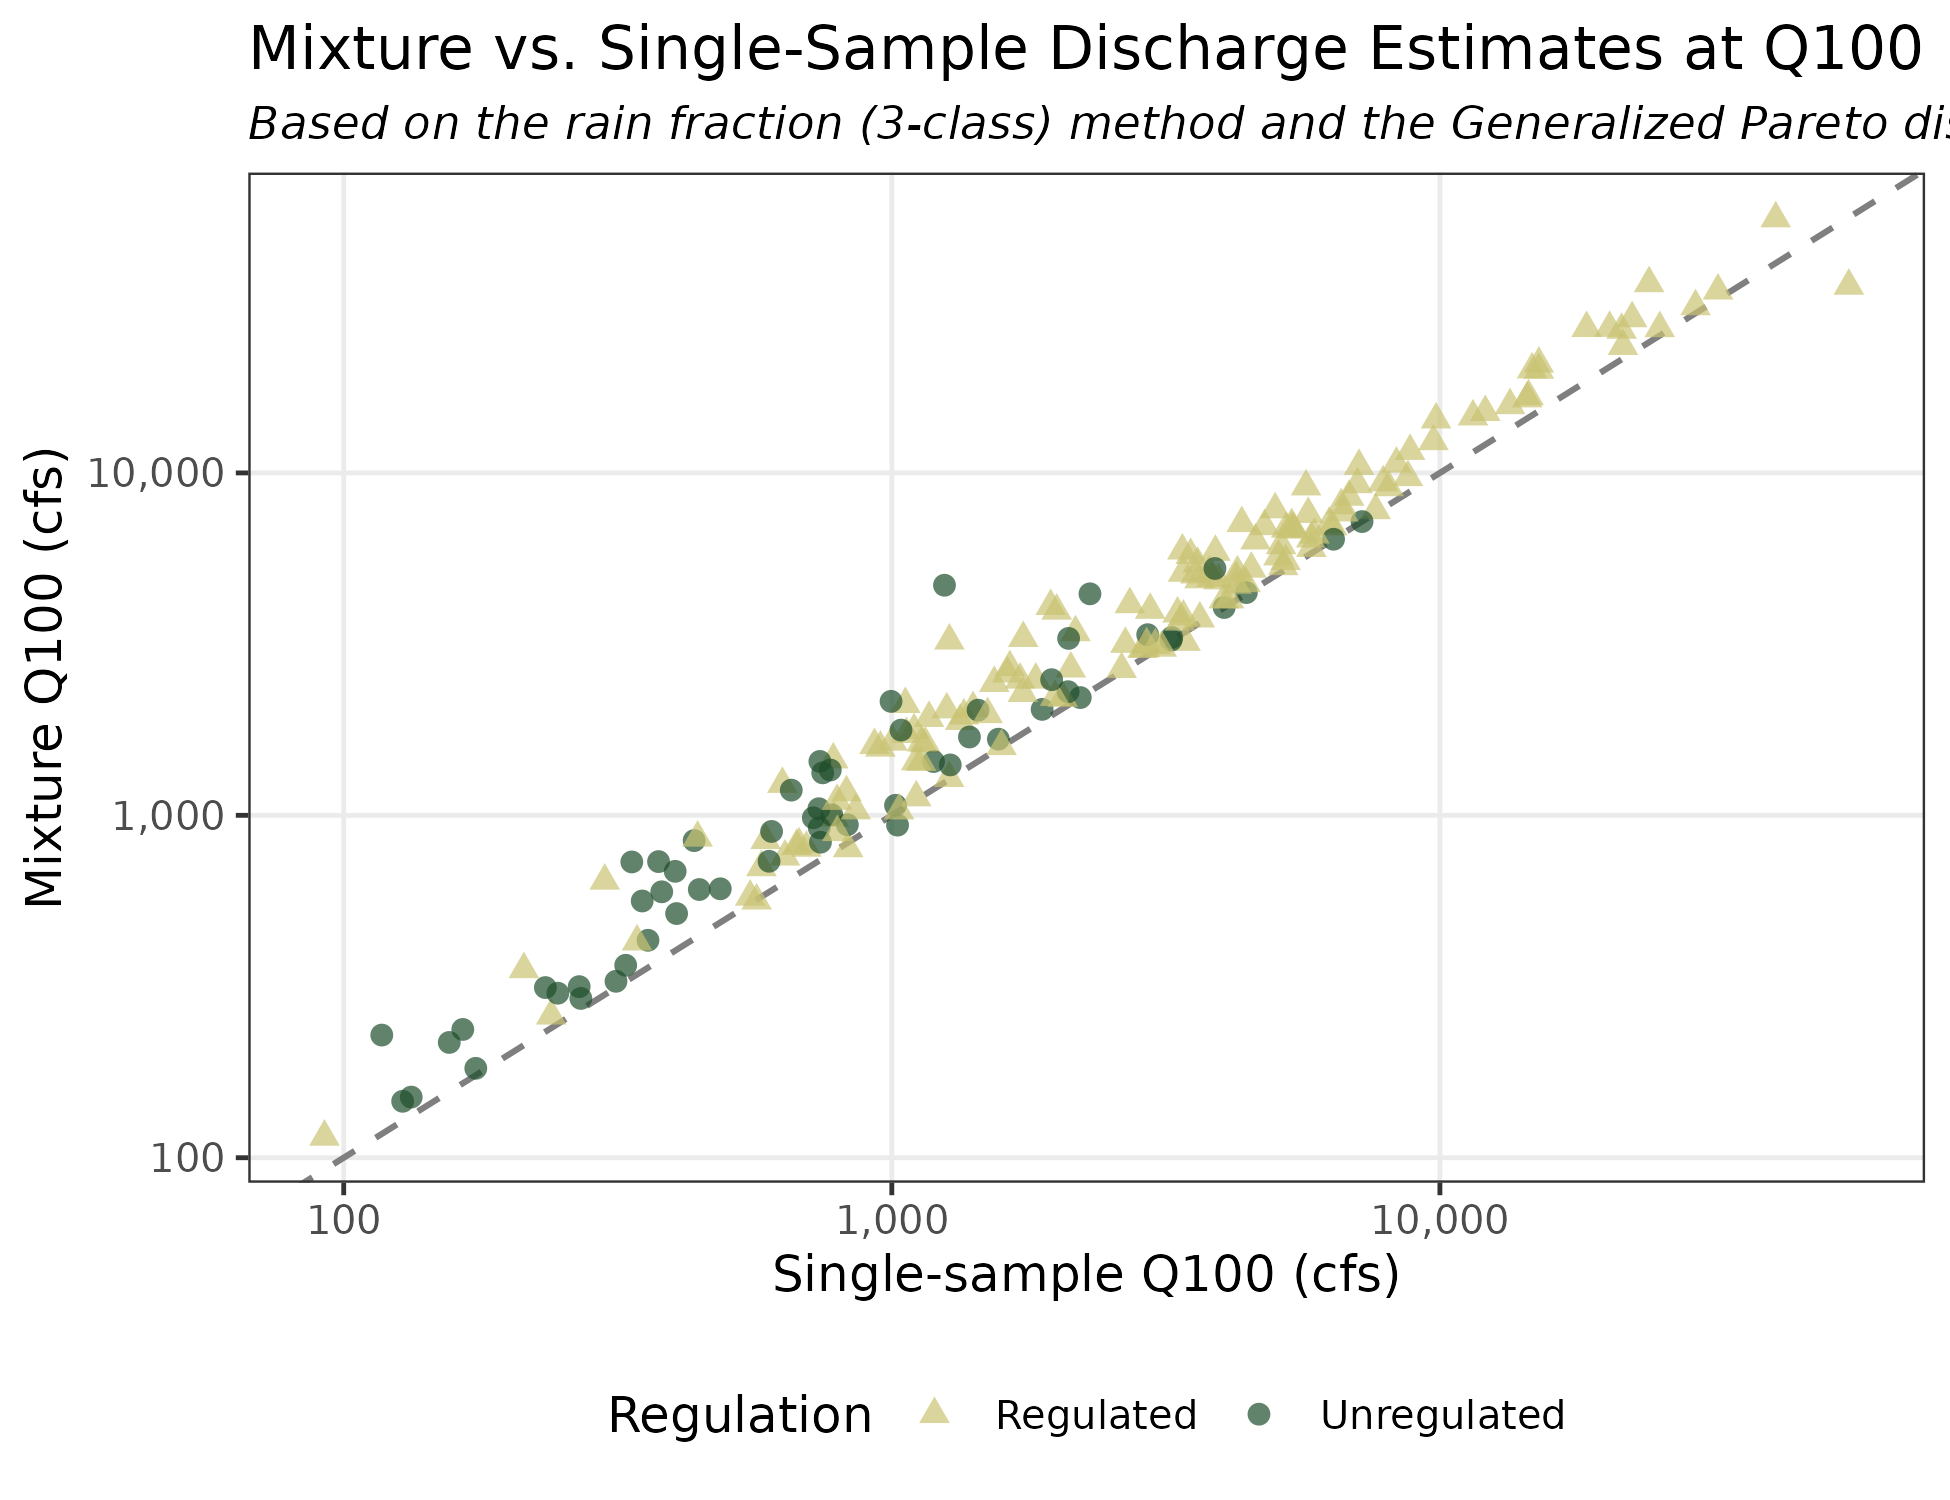 Mixture vs. Single-Sample Discharge Estimates at Q100
Based on the rain fraction (3-class) method and the Generalized Pareto dis
Mixture Q100 (cfs)
10,000
1,000
100
100
1,000
10,000
Single-sample Q100 (cfs)
Regulation
Regulated
Unregulated